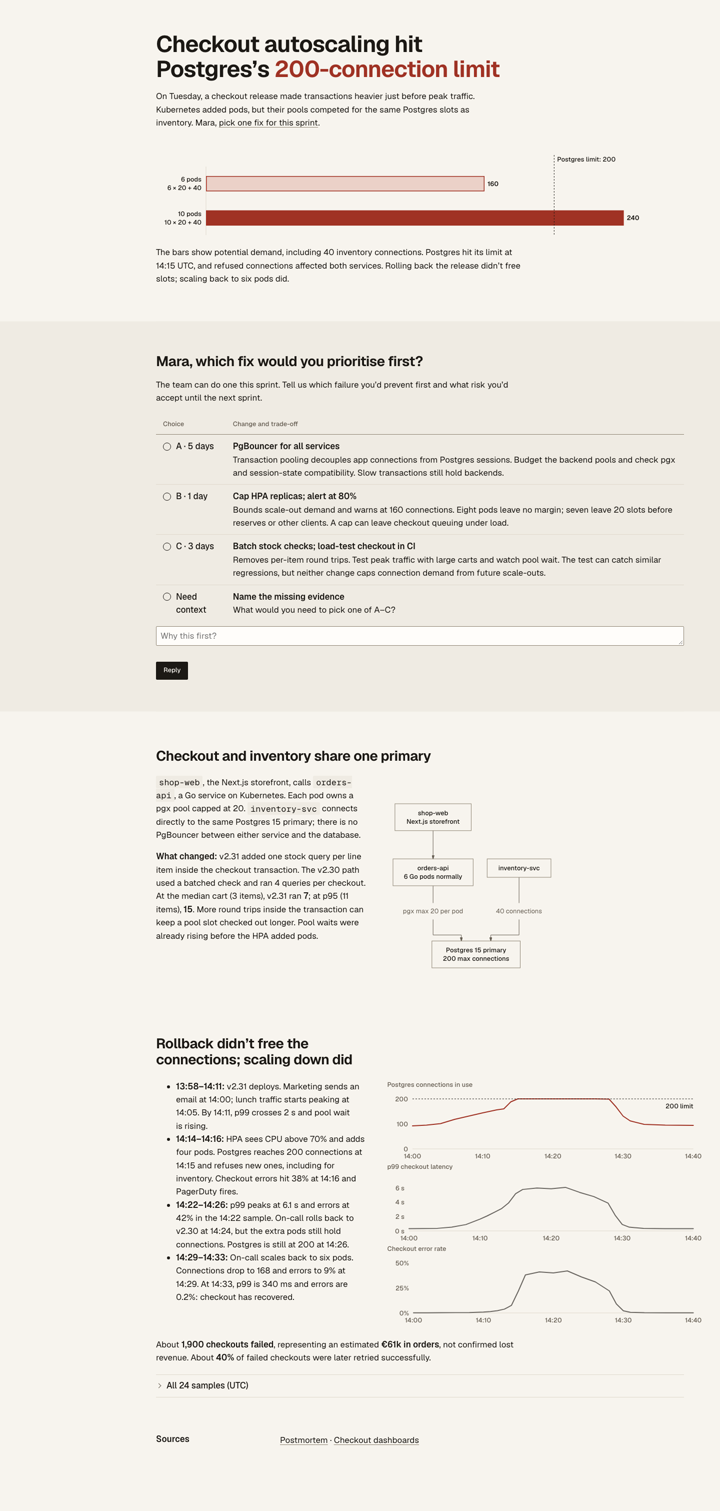 Checkout autoscaling hit
Postgres’s 200-connection limit
On Tuesday, a checkout release made transactions heavier just before peak traffic.
Kubernetes added pods, but their pools competed for the same Postgres slots as
inventory. Mara, pick one fix for this sprint.
Postgres limit: 200
6 pods
6 × 20 + 40
160
10 pods
10 × 20 + 40
240
The bars show potential demand, including 40 inventory connections. Postgres hit its limit at
14:15 UTC, and refused connections affected both services. Rolling back the release didn’t free
slots; scaling back to six pods did.
Mara, which fix would you prioritise first?
The team can do one this sprint. Tell us which failure you’d prevent first and what risk you’d
accept until the next sprint.
Choice Change and trade-off
A · 5 days PgBouncer for all services
Transaction pooling decouples app connections from Postgres sessions. Budget the backend pools and check pgx
and session-state compatibility. Slow transactions still hold backends.
B · 1 day Cap HPA replicas; alert at 80%
Bounds scale-out demand and warns at 160 connections. Eight pods leave no margin; seven leave 20 slots before
reserves or other clients. A cap can leave checkout queuing under load.
C · 3 days Batch stock checks; load-test checkout in CI
Removes per-item round trips. Test peak traffic with large carts and watch pool wait. The test can catch similar
regressions, but neither change caps connection demand from future scale-outs.
Need context Name the missing evidence
What would you need to pick one of A–C?
Why this first?
Reply
Checkout and inventory share one primary
shop-web, the Next.js storefront, calls orders-
api, a Go service on Kubernetes. Each pod owns a
pgx pool capped at 20. inventory-svc connects
directly to the same Postgres 15 primary; there is no
PgBouncer between either service and the database.
What changed: v2.31 added one stock query per line
item inside the checkout transaction. The v2.30 path
used a batched check and ran 4 queries per checkout.
At the median cart (3 items), v2.31 ran 7; at p95 (11
items), 15. More round trips inside the transaction can
keep a pool slot checked out longer. Pool waits were
already rising before the HPA added pods.
shop-web
Next.js storefront
orders-api
6 Go pods normally
inventory-svc
pgx max 20 per pod
40 connections
Postgres 15 primary
200 max connections
Rollback didn’t free the
connections; scaling down did
13:58–14:11: v2.31 deploys. Marketing sends an
email at 14:00; lunch traffic starts peaking at
14:05. By 14:11, p99 crosses 2 s and pool wait
is rising.
14:14–14:16: HPA sees CPU above 70% and adds
four pods. Postgres reaches 200 connections at
14:15 and refuses new ones, including for
inventory. Checkout errors hit 38% at 14:16 and
PagerDuty fires.
14:22–14:26: p99 peaks at 6.1 s and errors at
42% in the 14:22 sample. On-call rolls back to
v2.30 at 14:24, but the extra pods still hold
connections. Postgres is still at 200 at 14:26.
14:29–14:33: On-call scales back to six pods.
Connections drop to 168 and errors to 9% at
14:29. At 14:33, p99 is 340 ms and errors are
0.2%: checkout has recovered.
Postgres connections in use
200
200 limit
100
0
14:00 14:10 14:20 14:30 14:40
p99 checkout latency
6 s
4 s
2 s
0 s
14:00 14:10 14:20 14:30 14:40
Checkout error rate
50%
25%
0%
14:00 14:10 14:20 14:30 14:40
About 1,900 checkouts failed, representing an estimated €61k in orders, not confirmed lost
revenue. About 40% of failed checkouts were later retried successfully.
All 24 samples (UTC)
Sources Postmortem · Checkout dashboards